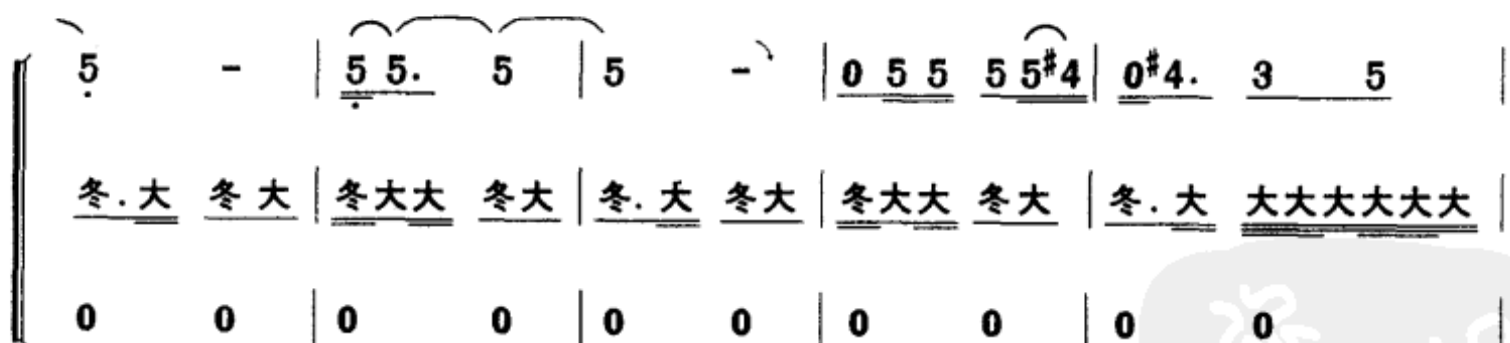 5 - | 5 5. 5 | 5 - | 0 5 5 5 5#4 | 0#4. 3 5 |
冬.大 冬大 | 冬大大 冬大 | 冬.大 冬大 | 冬大大 冬大 | 冬.大 大大大大大大 |
0 0 | 0 0 | 0 0 | 0 0 | 0 0 |